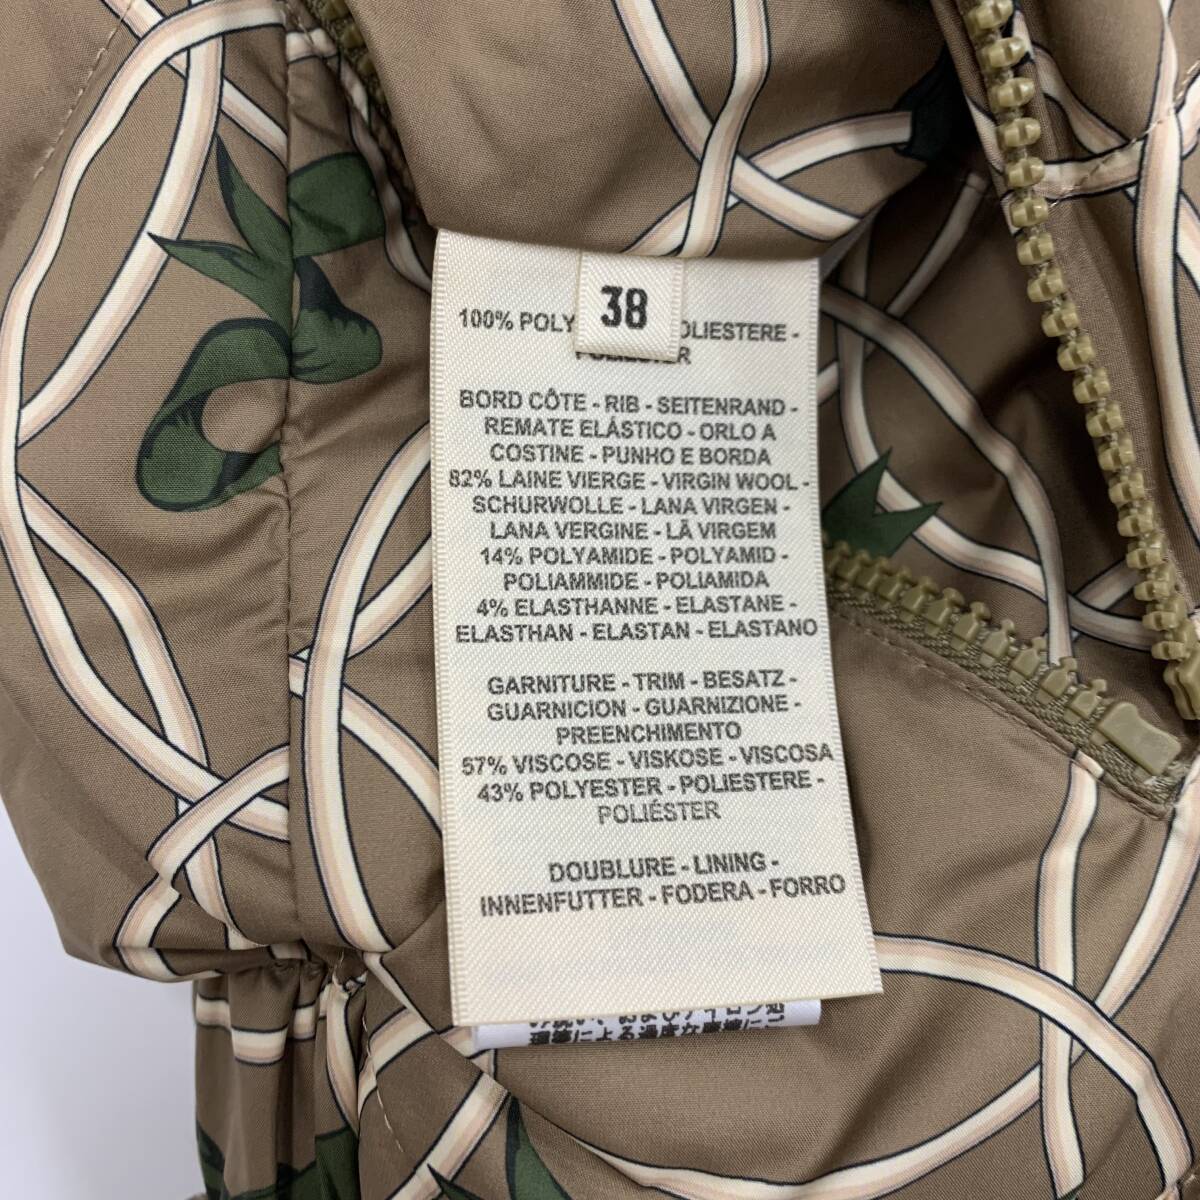 38
100% POLY OLIESTERE -
BORD CÔTE - RIB - SEITENRAND -
REMATE ELÁSTICO - ORLO A
COSTINE - PUNHO E BORDA
82% LAINE VIERGE - VIRGIN WOOL -
SCHURWOLLE - LANA VIRGEN -
LANA VERGINE - LÃ VIRGEM
14% POLYAMIDE - POLYAMID -
POLIAMMIDE - POLIAMIDA
4% ELASTHANNE - ELASTANE -
ELASTHAN - ELASTAN - ELASTANO
GARNITURE - TRIM - BESATZ -
GUARNICION - GUARNIZIONE -
PREENCHIMENTO
57% VISCOSE - VISKOSE - VISCOSA
43% POLYESTER - POLIESTERE -
POLIÉSTER
DOUBLURE - LINING -
INNENFUTTER - FODERA - FORRO